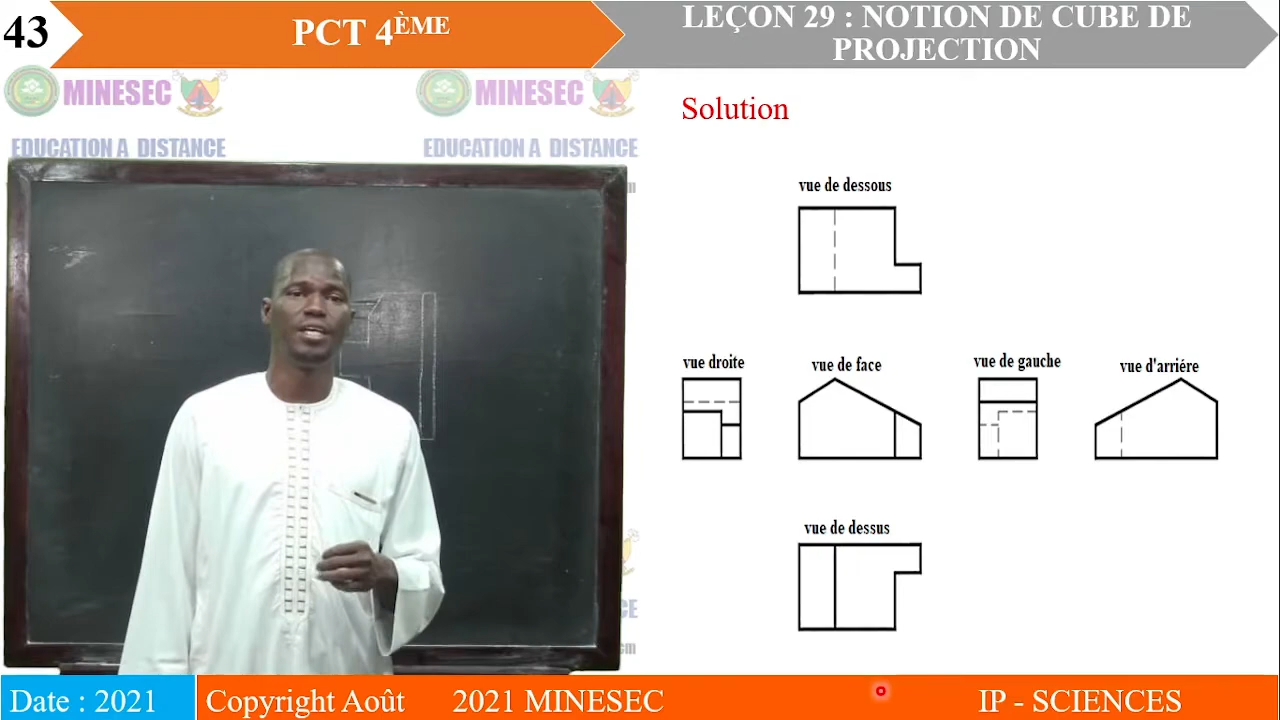 43
PCT 4ÈME
LEÇON 29 : NOTION DE CUBE DE
PROJECTION
MINESEC
MINESEC
EDUCATION A DISTANCE
EDUCATION A DISTANCE
Solution
vue de dessous
vue droite
vue de face
vue de gauche
vue d'arriére
vue de dessus
Date : 2021
Copyright Août
2021 MINESEC
IP - SCIENCES